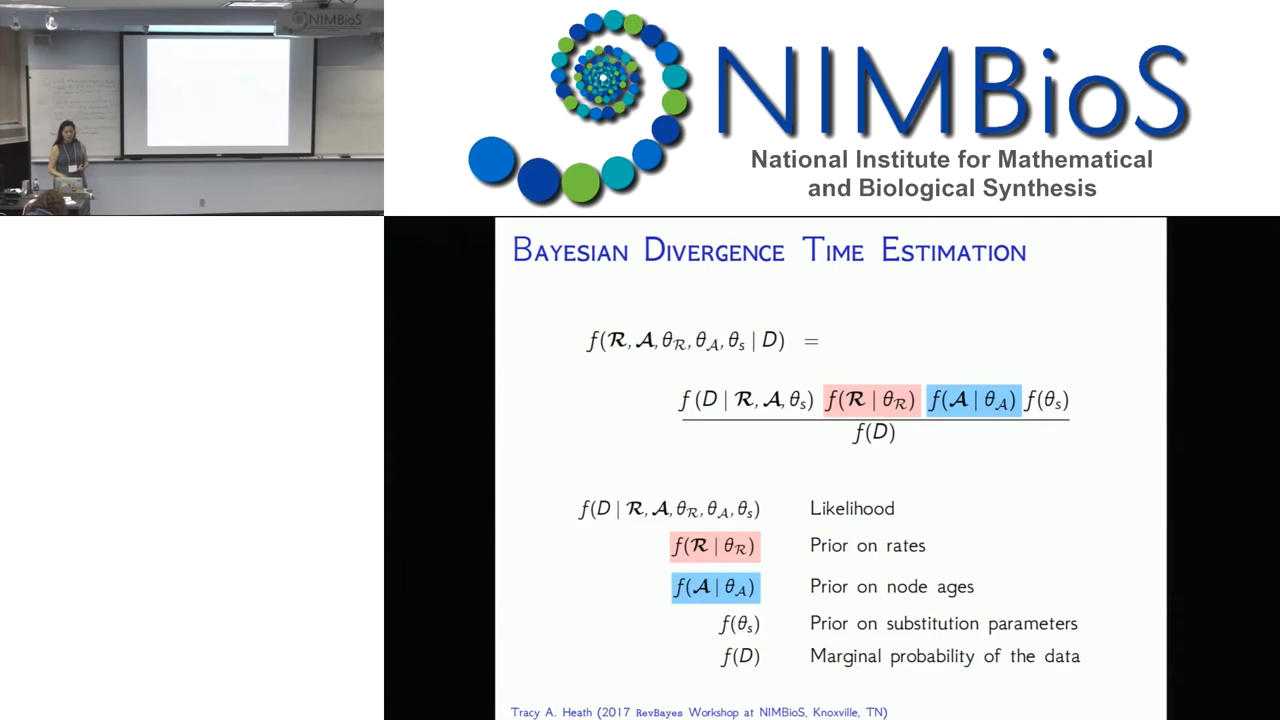 NIMBioS
NIMBioS
National Institute for Mathematical
and Biological Synthesis
BAYESIAN DIVERGENCE TIME ESTIMATION
f(𝓡, 𝓐, θ_𝓡, θ_𝓐, θ_s | D) =
f(D | 𝓡, 𝓐, θ_s) f(𝓡 | θ_𝓡) f(𝓐 | θ_𝓐) f(θ_s)
f(D)
f(D | 𝓡, 𝓐, θ_𝓡, θ_𝓐, θ_s) Likelihood
f(𝓡 | θ_𝓡) Prior on rates
f(𝓐 | θ_𝓐) Prior on node ages
f(θ_s) Prior on substitution parameters
f(D) Marginal probability of the data
Tracy A. Heath (2017 RevBayes Workshop at NIMBioS, Knoxville, TN)